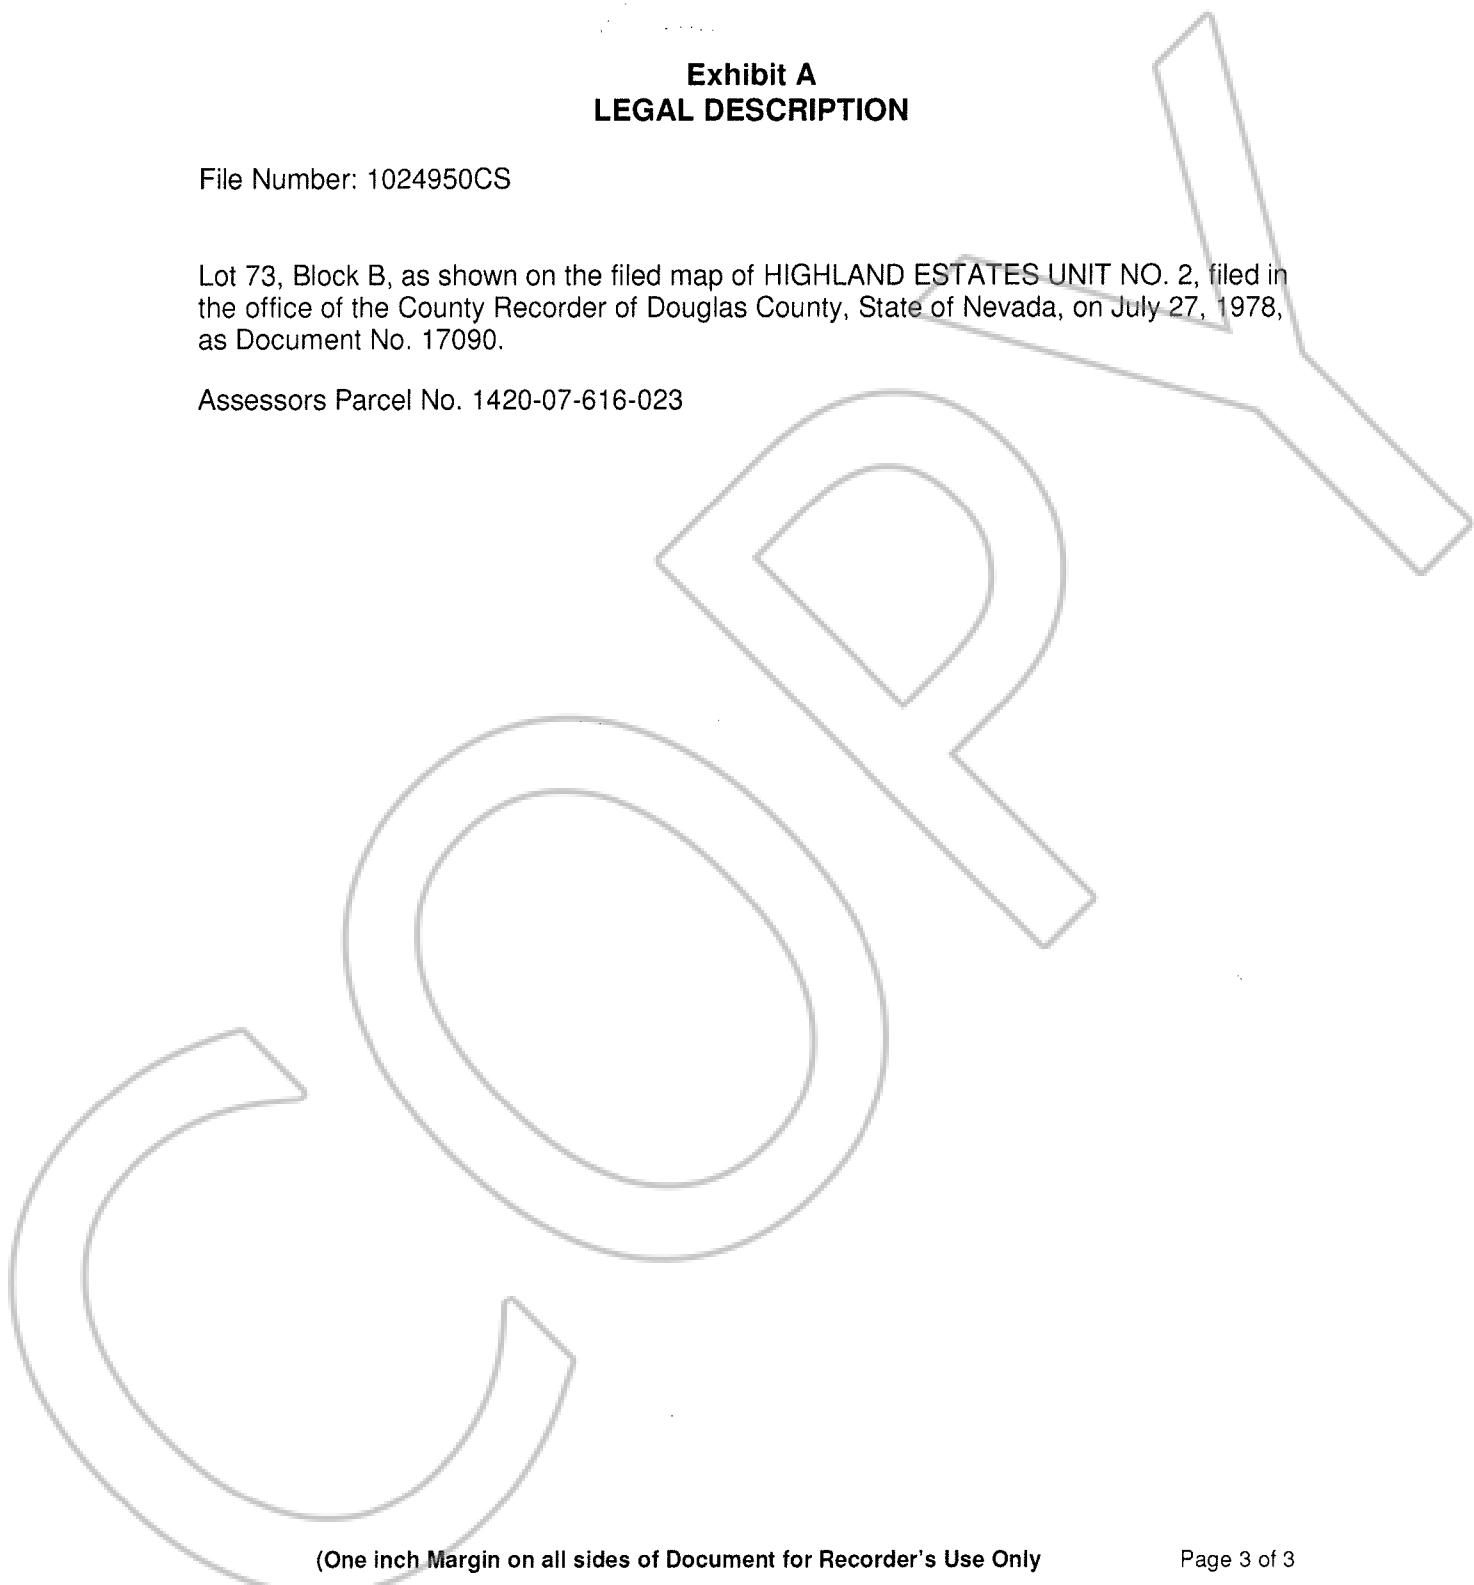 Exhibit A
LEGAL DESCRIPTION
File Number: 1024950CS
Lot 73, Block B, as shown on the filed map of HIGHLAND ESTATES UNIT NO. 2, filed in
the office of the County Recorder of Douglas County, State of Nevada, on July 27, 1978,
as Document No. 17090.
Assessors Parcel No. 1420-07-616-023
COPY
(One inch Margin on all sides of Document for Recorder's Use Only
Page 3 of 3